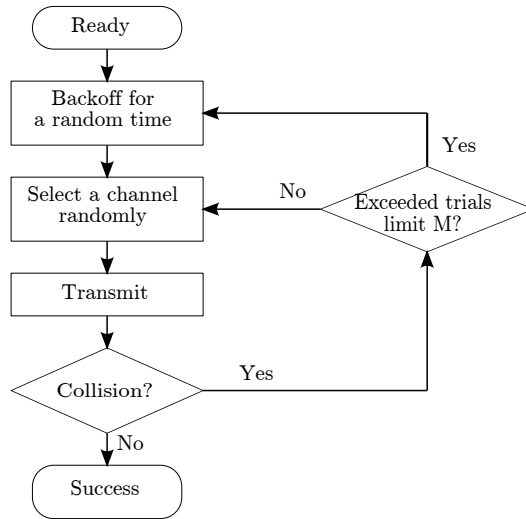 Ready
Backoff for
a random time
Yes
Select a channel
randomly
No
Exceeded trials
limit M?
Transmit
Collision?
Yes
No
Success